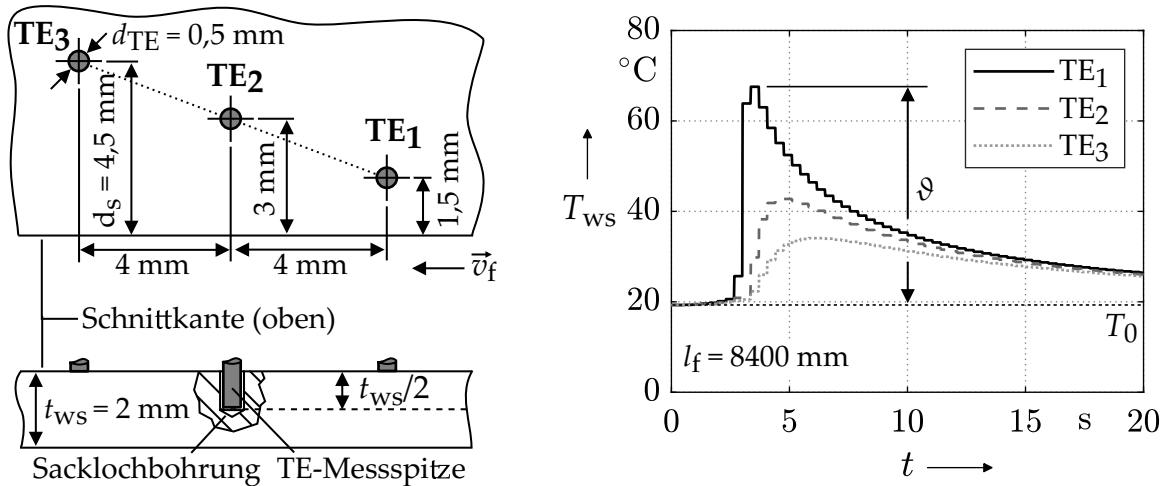 TE3
dTE = 0,5 mm
TE2
TE1
ds = 4,5 mm
3 mm
1,5 mm
4 mm
4 mm
v⃗f
Schnittkante (oben)
tws = 2 mm
tws/2
Sacklochbohrung
TE-Messspitze
80
°C
60
Tws
40
20
0
TE1
TE2
TE3
ϑ
T0
lf = 8400 mm
0
5
10
15
s
20
t